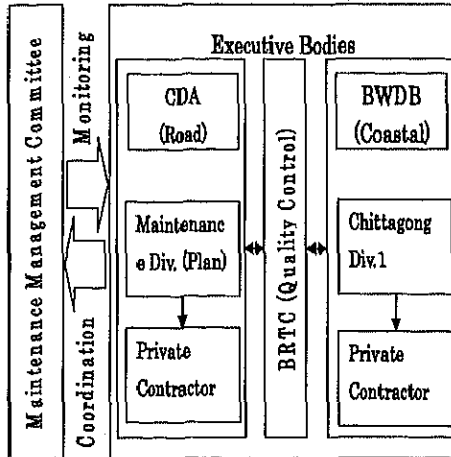 Maintenance Management Committee
Monitoring
Coordination
Executive Bodies
CDA
(Road)
Maintenanc
e Div. (Plan)
Private
Contractor
BRTC (Quality Control)
BWDB
(Coastal)
Chittagong
Div.1
Private
Contractor